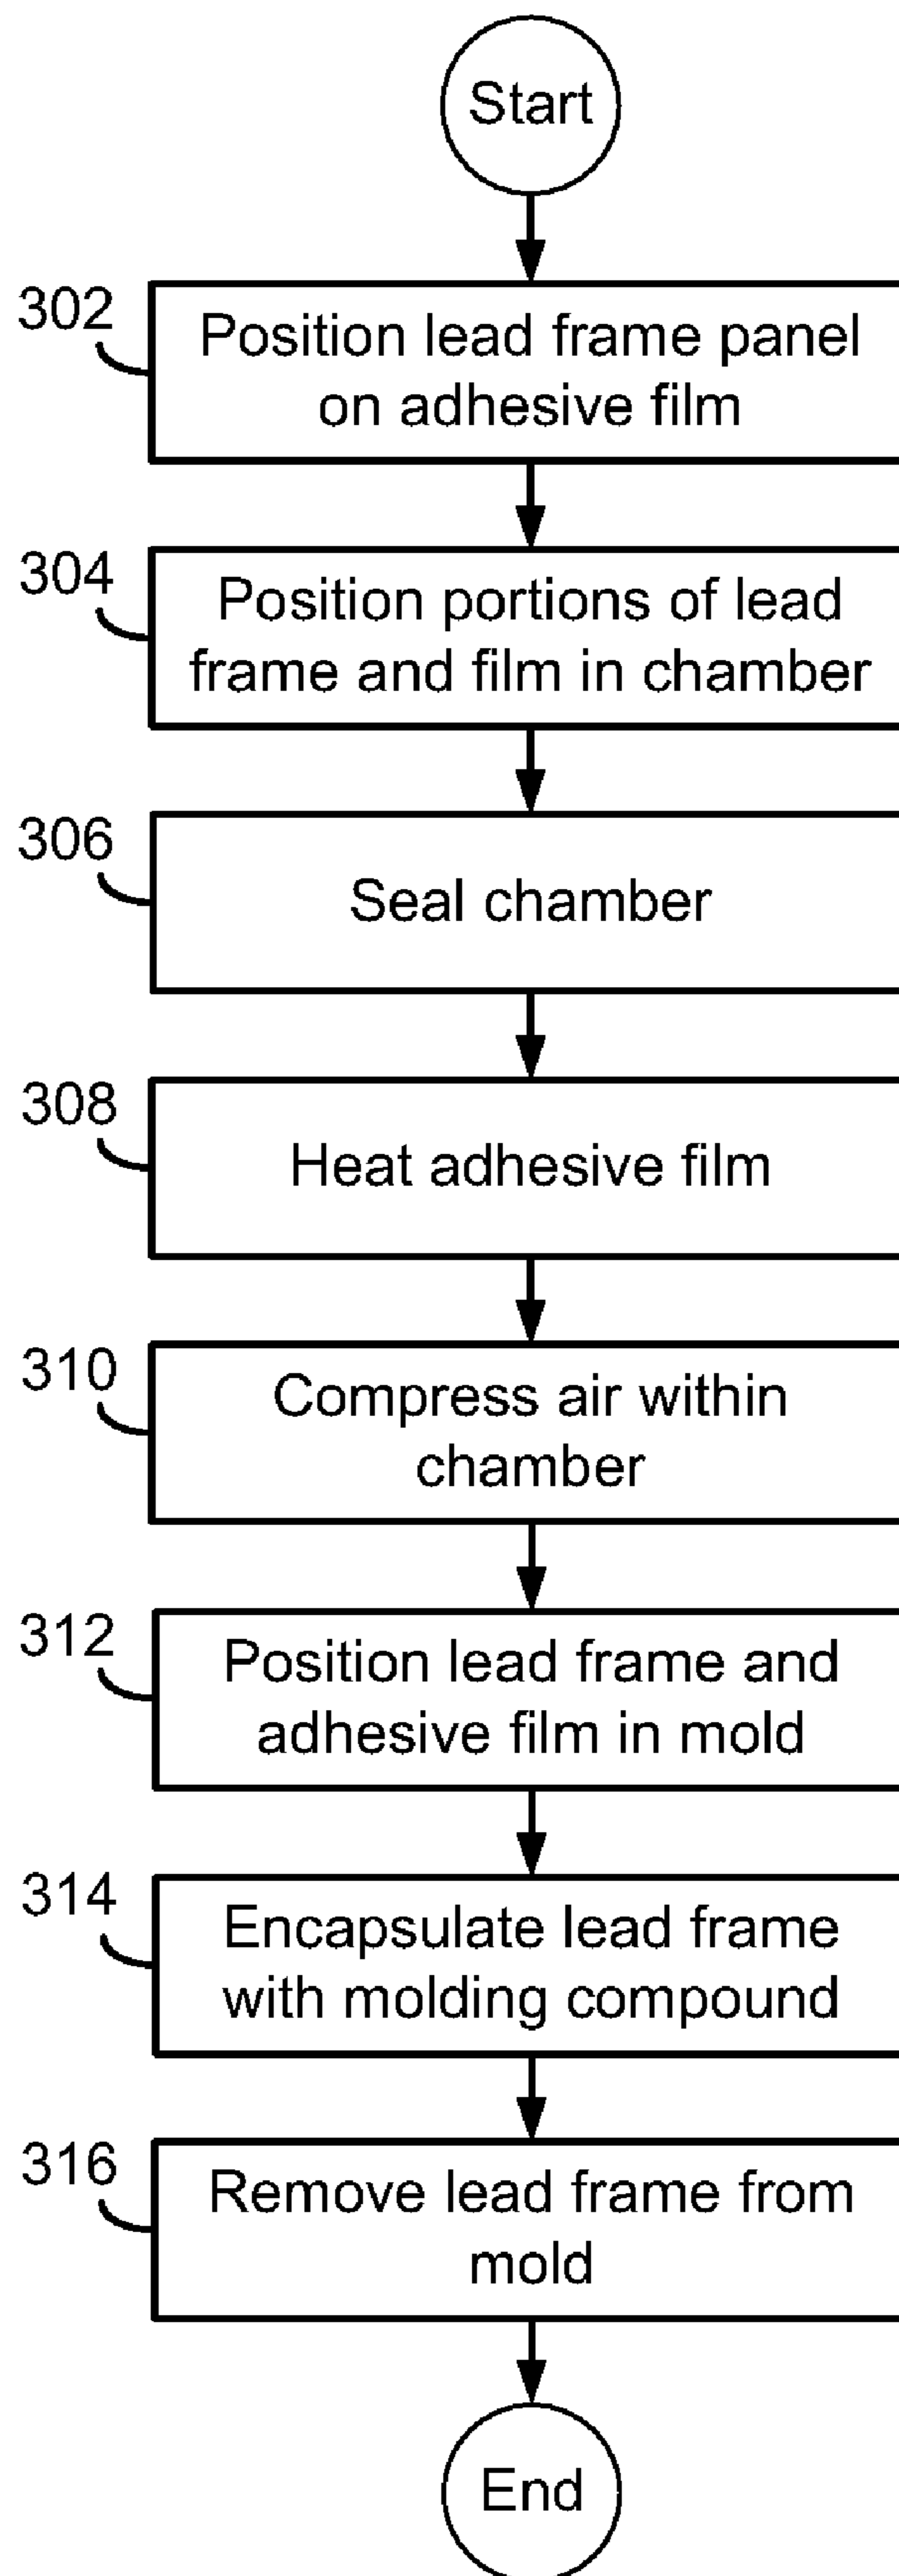 Start
302
Position lead frame panel
on adhesive film
304
Position portions of lead
frame and film in chamber
306
Seal chamber
308
Heat adhesive film
310
Compress air within
chamber
312
Position lead frame and
adhesive film in mold
314
Encapsulate lead frame
with molding compound
316
Remove lead frame from
mold
End